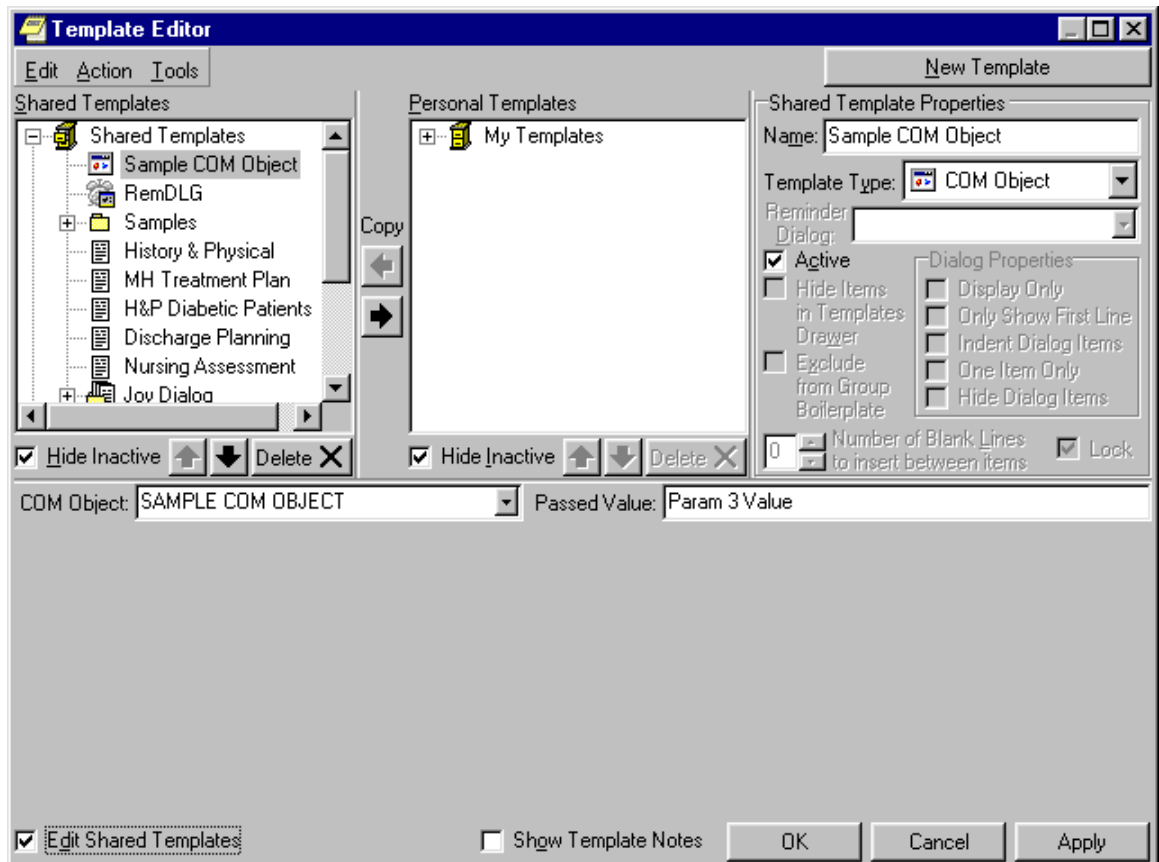 Template Editor
Edit Action Tools
New Template
Shared Templates
Shared Templates
Sample COM Object
RemDLG
Samples
History & Physical
MH Treatment Plan
H&P Diabetic Patients
Discharge Planning
Nursing Assessment
Joy Dialog
Hide Inactive
Delete
Copy
Personal Templates
My Templates
Hide Inactive
Delete
Shared Template Properties
Name: Sample COM Object
Template Type: COM Object
Reminder
Dialog:
Active
Hide Items
in Templates
Drawer
Exclude
from Group
Boilerplate
Dialog Properties
Display Only
Only Show First Line
Indent Dialog Items
One Item Only
Hide Dialog Items
0 Number of Blank Lines
to insert between items
Lock
COM Object: SAMPLE COM OBJECT Passed Value: Param 3 Value
Edit Shared Templates Show Template Notes OK Cancel Apply